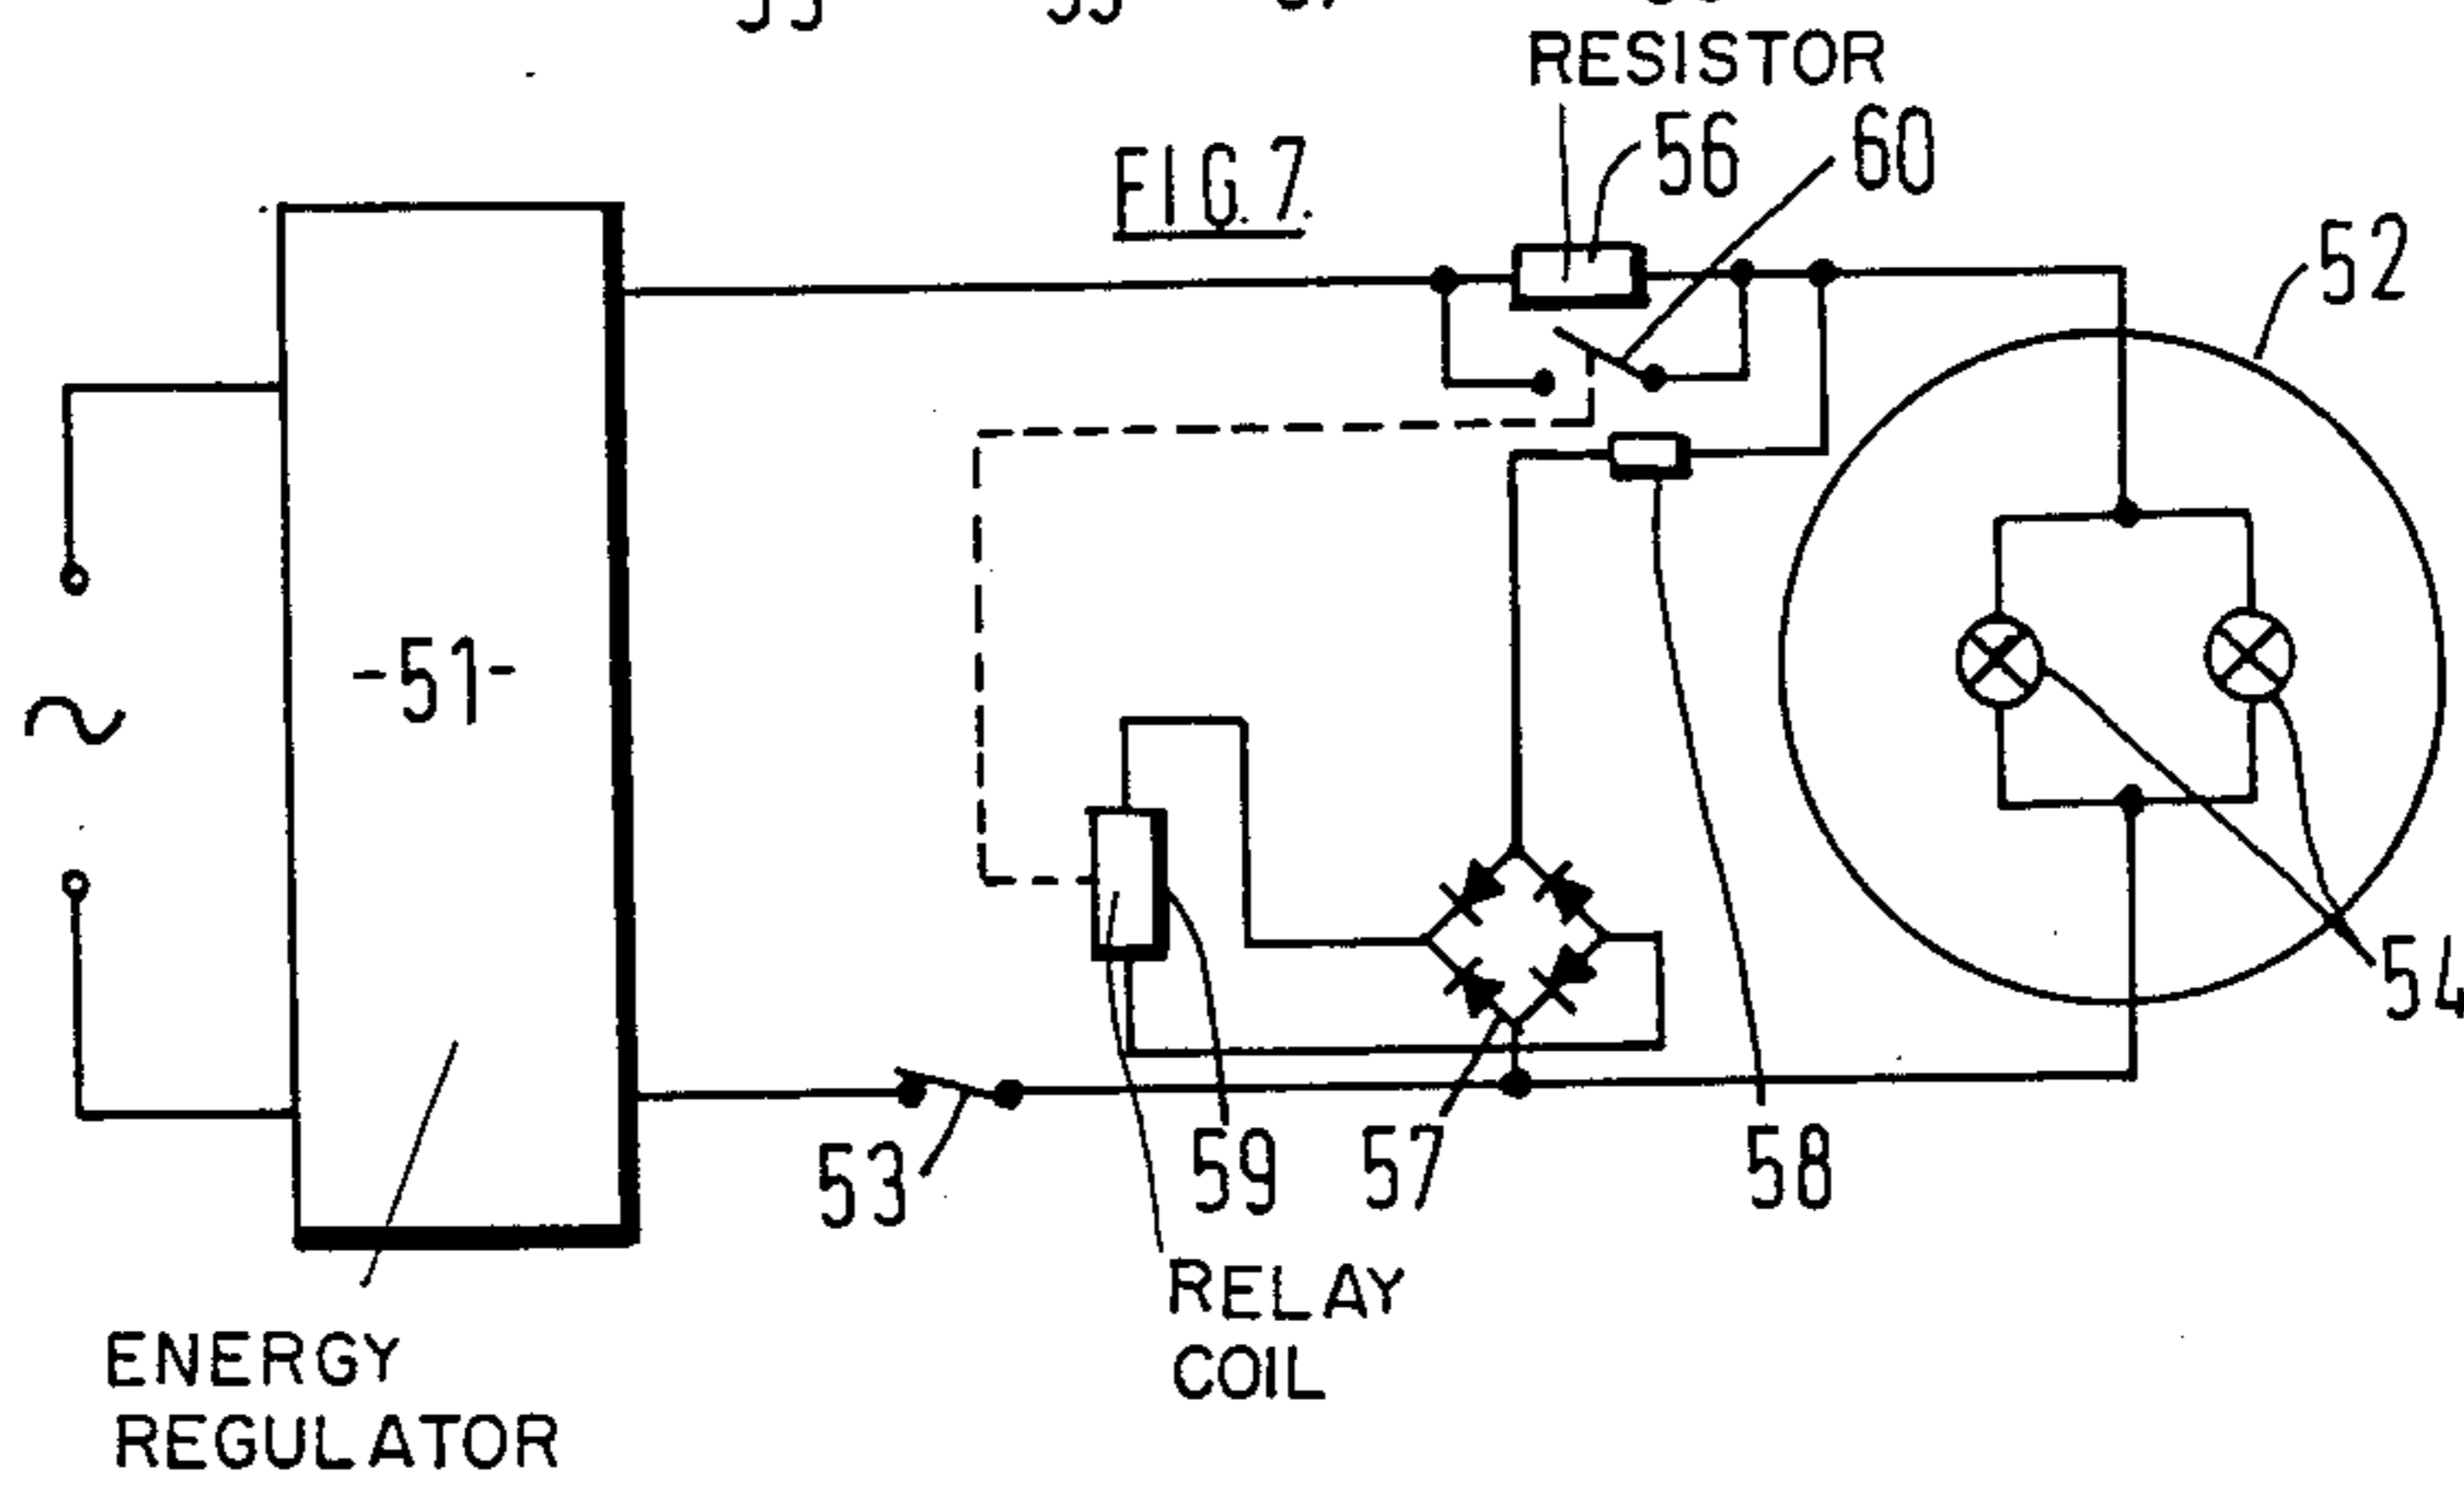 RESISTOR
FIG. 7.
56
60
52
-51-
54
53
59
57
58
RELAY
COIL
ENERGY
REGULATOR